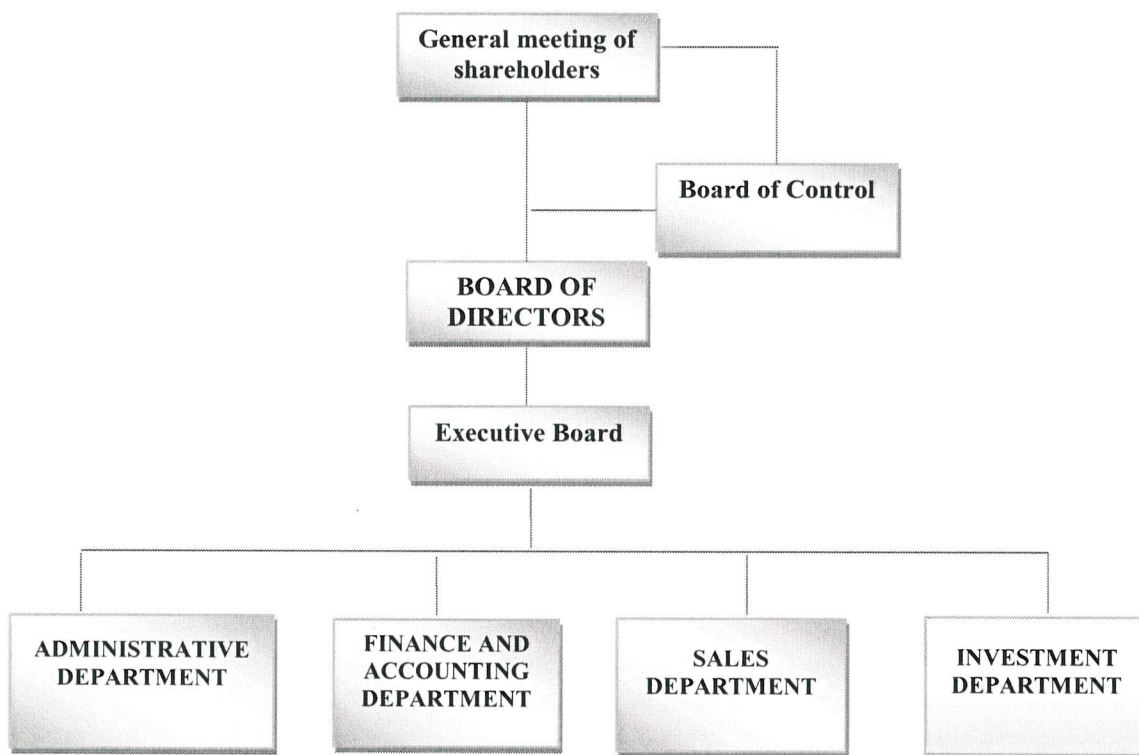 General meeting of
shareholders
Board of Control
BOARD OF
DIRECTORS
Executive Board
ADMINISTRATIVE
DEPARTMENT
FINANCE AND
ACCOUNTING
DEPARTMENT
SALES
DEPARTMENT
INVESTMENT
DEPARTMENT